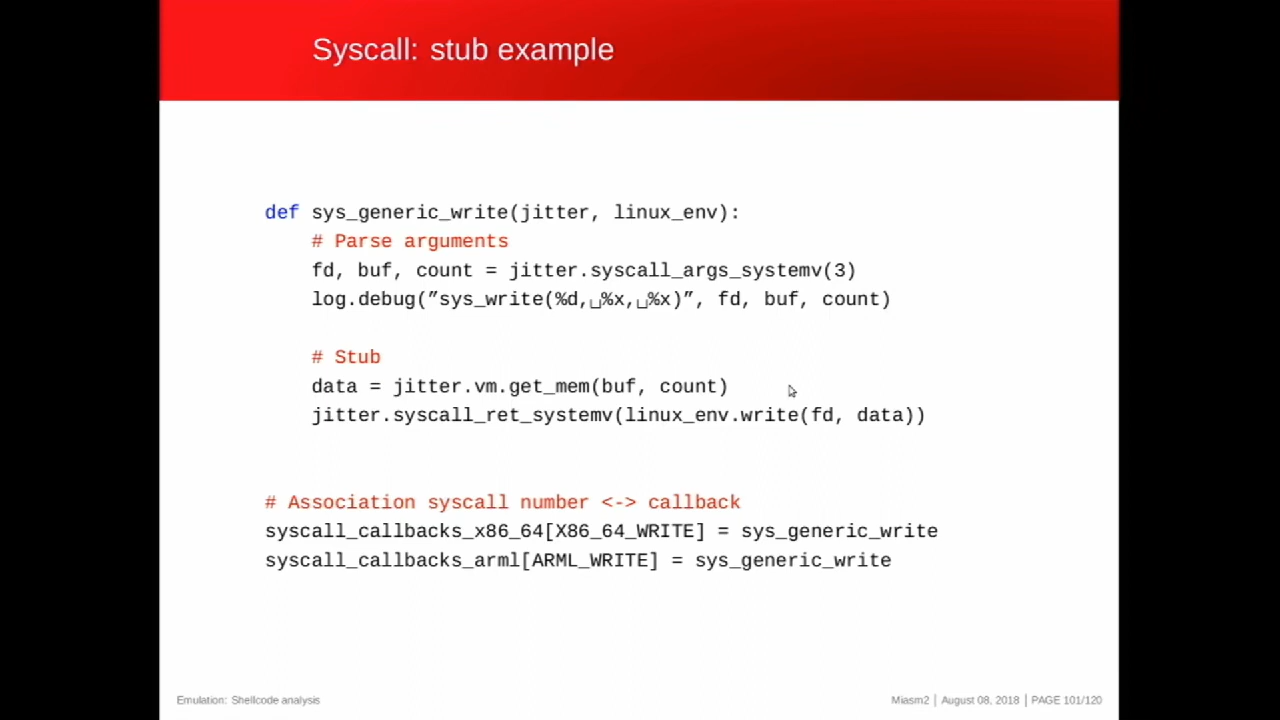 Syscall: stub example
def sys_generic_write(jitter, linux_env):
# Parse arguments
fd, buf, count = jitter.syscall_args_systemv(3)
log.debug(”sys_write(%d,␣%x,␣%x)”, fd, buf, count)
# Stub
data = jitter.vm.get_mem(buf, count)
jitter.syscall_ret_systemv(linux_env.write(fd, data))
# Association syscall number <-> callback
syscall_callbacks_x86_64[X86_64_WRITE] = sys_generic_write
syscall_callbacks_arml[ARML_WRITE] = sys_generic_write
Emulation: Shellcode analysis
Miasm2 | August 08, 2018 | PAGE 101/120